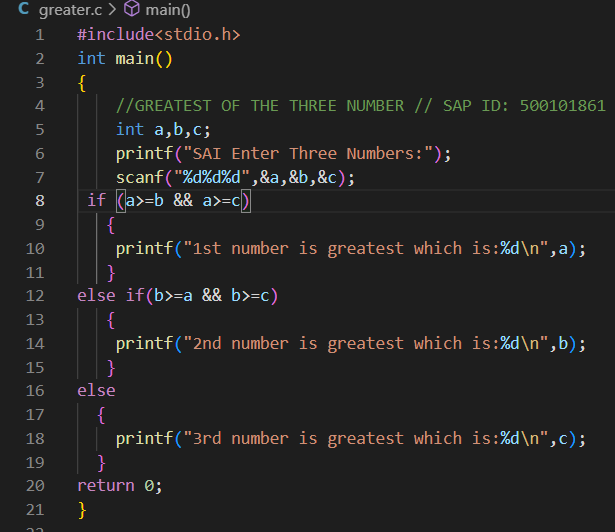 C greater.c > main()
1 #include<stdio.h>
2 int main()
3 {
4 //GREATEST OF THE THREE NUMBER // SAP ID: 500101861
5 int a,b,c;
6 printf("SAI Enter Three Numbers:");
7 scanf("%d%d%d",&a,&b,&c);
8 if (a>=b && a>=c)
9 {
10 printf("1st number is greatest which is:%d\n",a);
11 }
12 else if(b>=a && b>=c)
13 {
14 printf("2nd number is greatest which is:%d\n",b);
15 }
16 else
17 {
18 printf("3rd number is greatest which is:%d\n",c);
19 }
20 return 0;
21 }